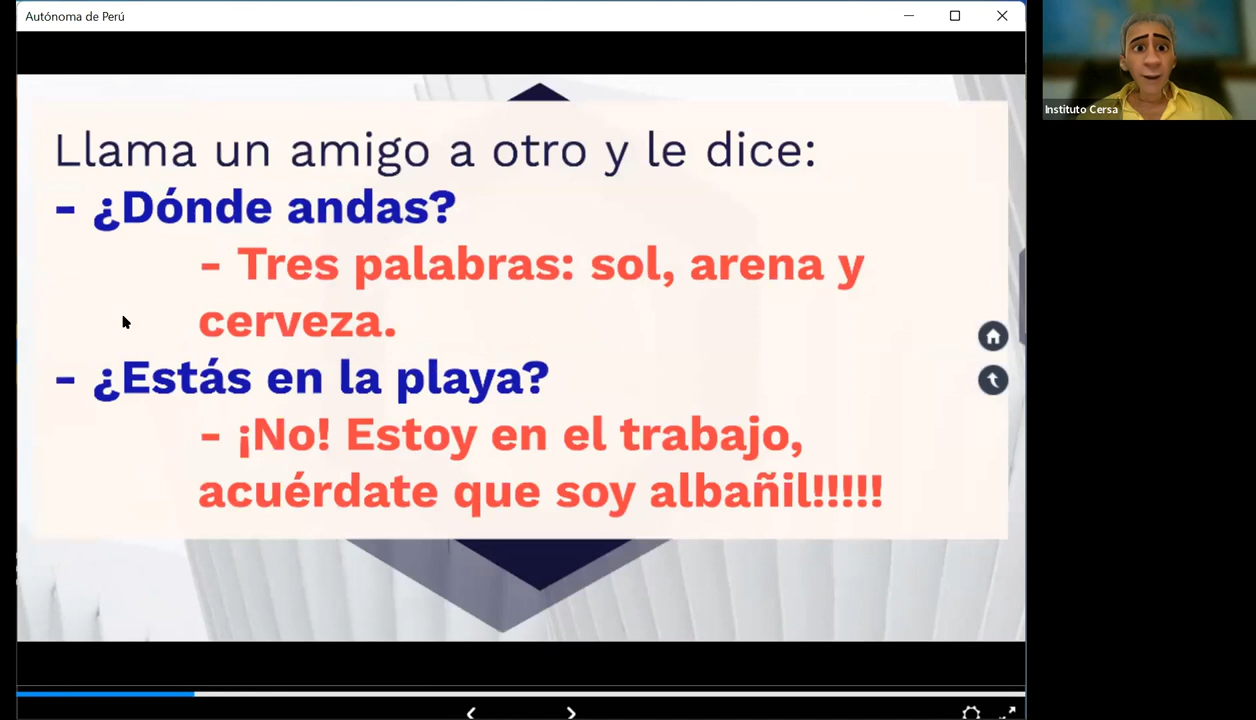 Autónoma de Perú
Instituto Cersa
Llama un amigo a otro y le dice:
- ¿Dónde andas?
- Tres palabras: sol, arena y
cerveza.
- ¿Estás en la playa?
- ¡No! Estoy en el trabajo,
acuérdate que soy albañil!!!!!